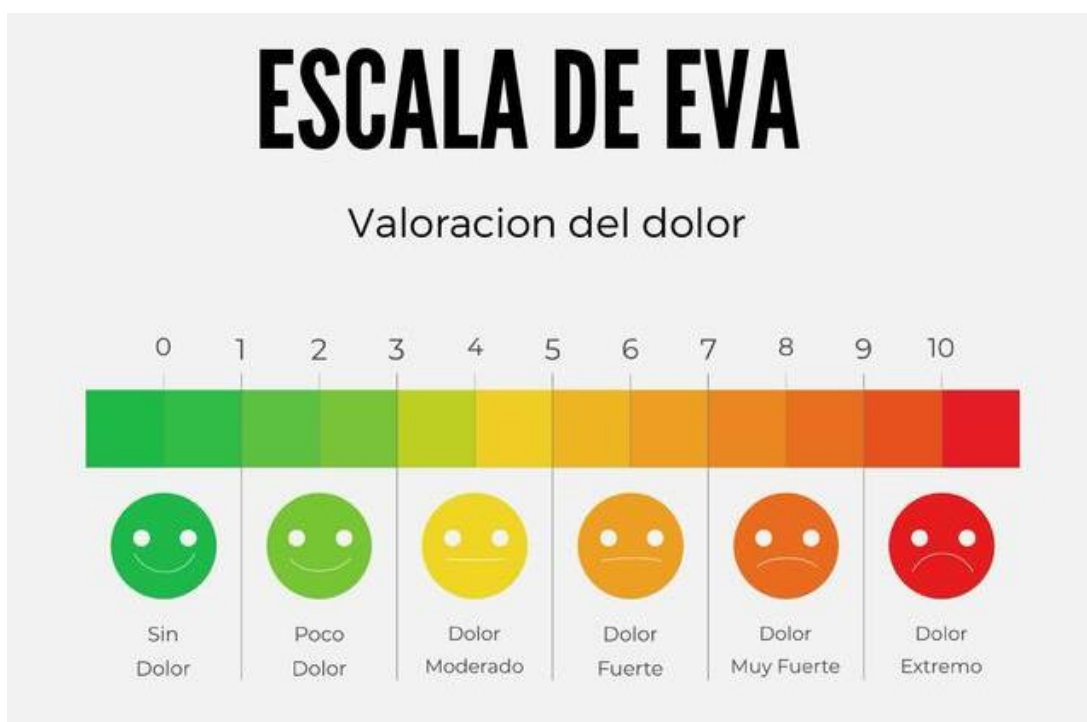 ESCALA DE EVA
Valoracion del dolor
0 1 2 3 4 5 6 7 8 9 10
Sin Poco Dolor Dolor Dolor Dolor
Dolor Dolor Moderado Fuerte Muy Fuerte Extremo